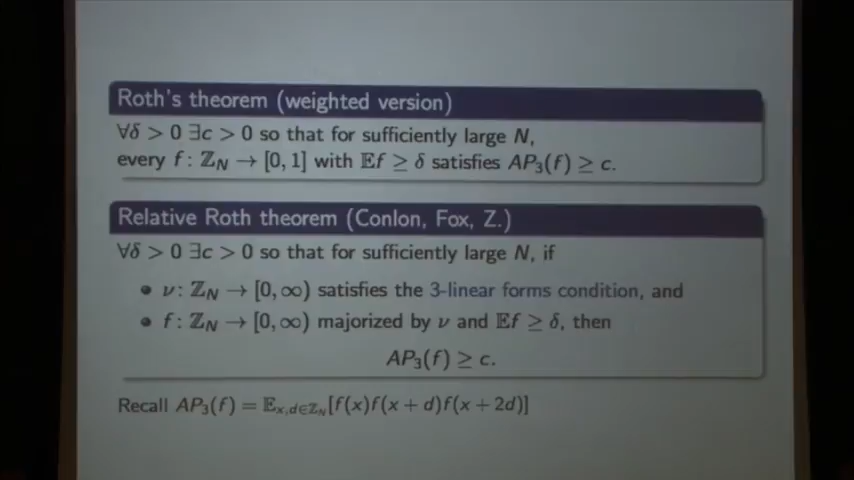 Roth's theorem (weighted version)
∀δ > 0 ∃c > 0 so that for sufficiently large N,
every f : ℤ_N → [0, 1] with 𝔼f ≥ δ satisfies AP₃(f) ≥ c.
Relative Roth theorem (Conlon, Fox, Z.)
∀δ > 0 ∃c > 0 so that for sufficiently large N, if
• ν : ℤ_N → [0, ∞) satisfies the 3-linear forms condition, and
• f : ℤ_N → [0, ∞) majorized by ν and 𝔼f ≥ δ, then
AP₃(f) ≥ c.
Recall AP₃(f) = 𝔼_{x,d∈ℤ_N}[f(x)f(x + d)f(x + 2d)]